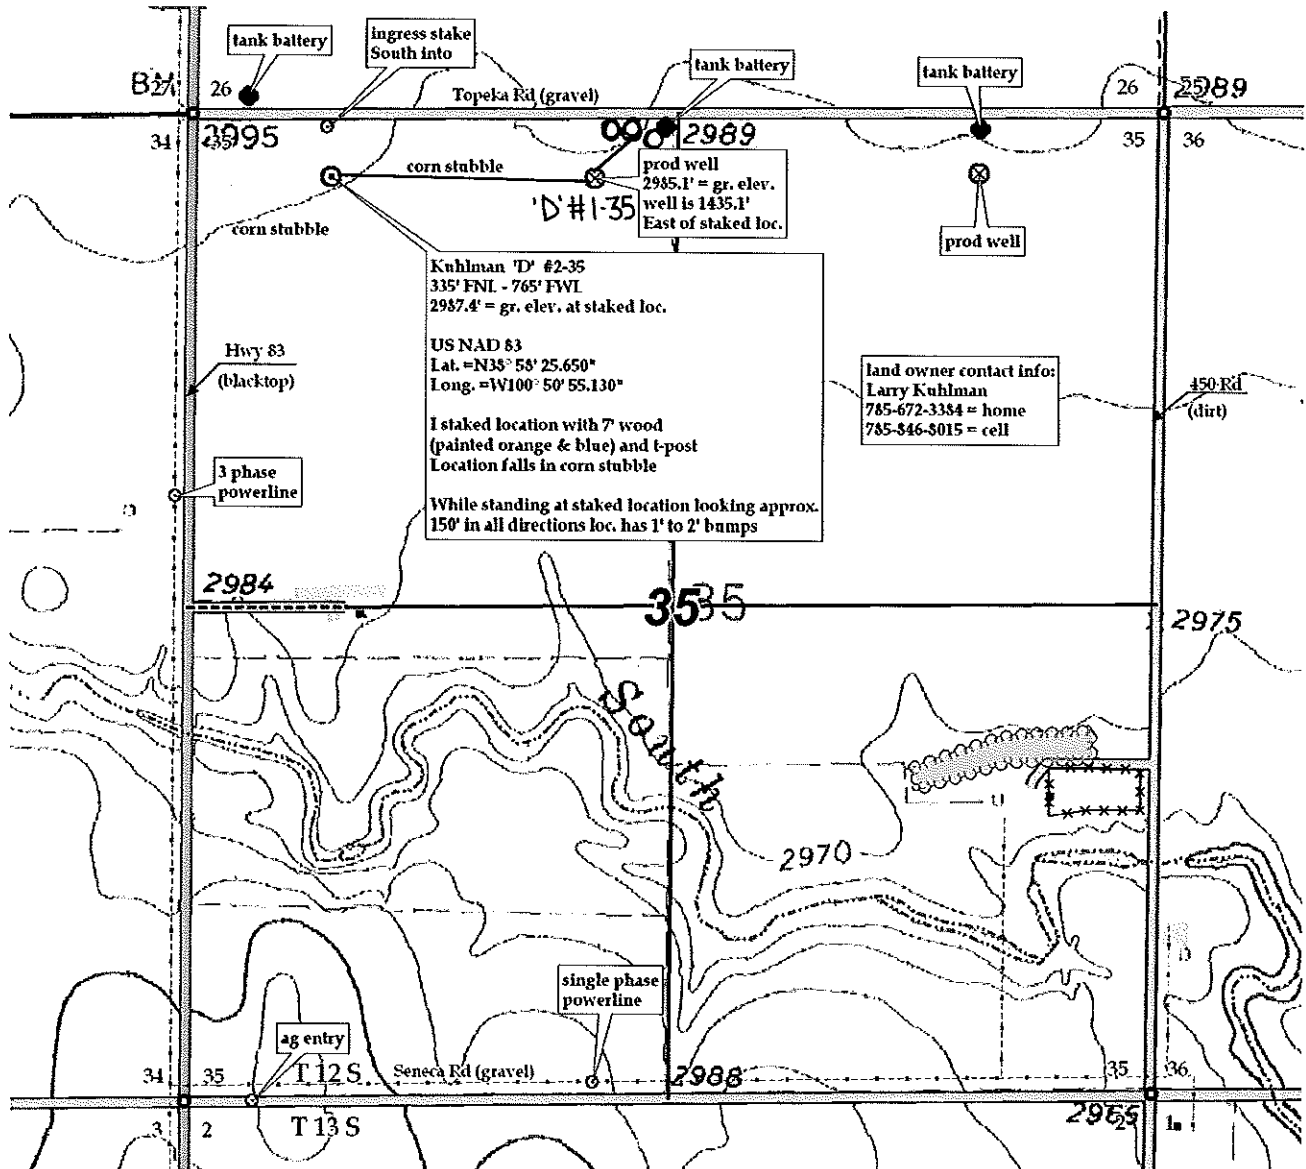 tank battery
ingress stake
South into
tank battery
tank battery
BM
26
Topeka Rd (gravel)
26
25
2989
34
35
2995
2989
35
36
corn stubble
prod well
2985.1' = gr. elev.
well is 1435.1'
East of staked loc.
'D' #1-35
corn stubble
prod well
Kuhlman 'D' #2-35
335' FNL - 765' FWL
2987.4' = gr. elev. at staked loc.
US NAD 83
Lat. =N38° 58' 25.650"
Long. =W100° 50' 55.130"
I staked location with 7' wood
(painted orange & blue) and t-post
Location falls in corn stubble
While standing at staked location looking approx.
150' in all directions loc. has 1' to 2' bumps
Hwy 83
(blacktop)
land owner contact info:
Larry Kuhlman
785-672-3384 = home
785-846-8015 = cell
450 Rd
(dirt)
3 phase
powerline
2984
35
35
2975
South
2970
single phase
powerline
ag entry
34
35
T 12 S
Seneca Rd (gravel)
2988
35
36
3
2
T 13 S
2
1